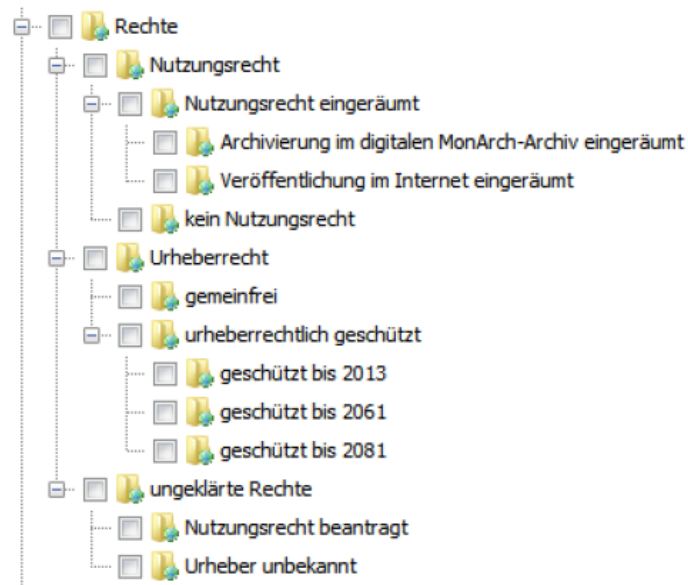 Rechte
Nutzungsrecht
Nutzungsrecht eingeräumt
Archivierung im digitalen MonArch-Archiv eingeräumt
Veröffentlichung im Internet eingeräumt
kein Nutzungsrecht
Urheberrecht
gemeinfrei
urheberrechtlich geschützt
geschützt bis 2013
geschützt bis 2061
geschützt bis 2081
ungeklärte Rechte
Nutzungsrecht beantragt
Urheber unbekannt